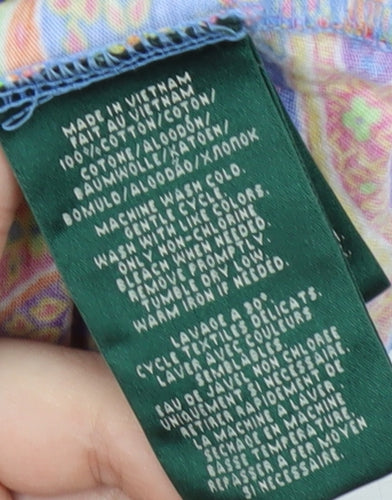 MADE IN VIETNAM
FAIT AU VIETNAM
100%COTTON/COTON/
COTONE/ALGODÓN/
BAUMWOLLE/KATOEN/
BOMULD/ALGODÃO/ХЛОПОК
MACHINE WASH COLD.
GENTLE CYCLE.
WASH WITH LIKE COLORS.
ONLY NON-CHLORINE
BLEACH WHEN NEEDED.
REMOVE PROMPTLY.
TUMBLE DRY LOW.
WARM IRON IF NEEDED.
LAVAGE A 30°.
CYCLE TEXTILES DELICATS.
LAVER AVEC COULEURS
SEMBLABLES.
EAU DE JAVEL NON CHLOREE
UNIQUEMENT SI NECESSAIRE.
RETIRER RAPIDEMENT DE
LA MACHINE A LAVER.
SECHAGE EN MACHINE
BASSE TEMPERATURE.
REPASSER A FER MOYEN
SI NECESSAIRE.